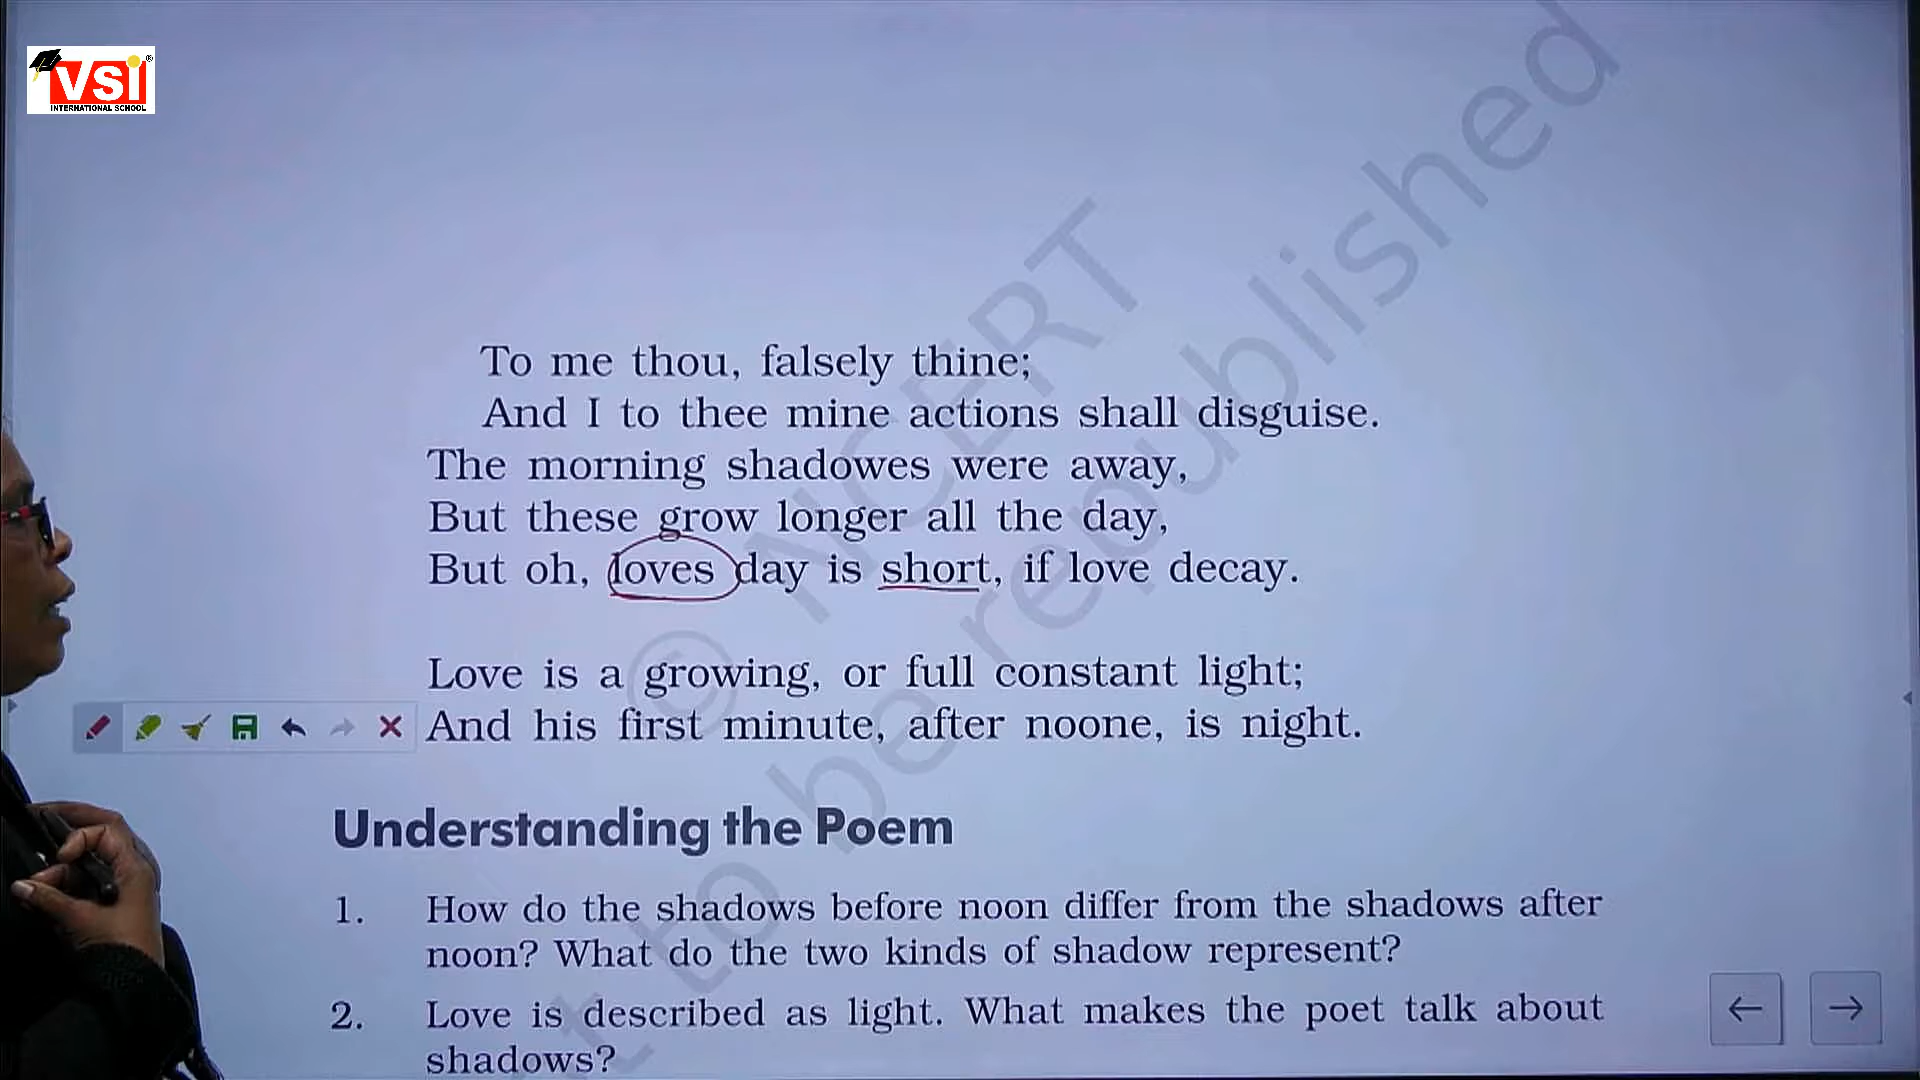 VSI
INTERNATIONAL SCHOOL
To me thou, falsely thine;
And I to thee mine actions shall disguise.
The morning shadowes were away,
But these grow longer all the day,
But oh, loves day is short, if love decay.
Love is a growing, or full constant light;
And his first minute, after noone, is night.
Understanding the Poem
1. How do the shadows before noon differ from the shadows after
noon? What do the two kinds of shadow represent?
2. Love is described as light. What makes the poet talk about
shadows?
© NCERT
t to be republished